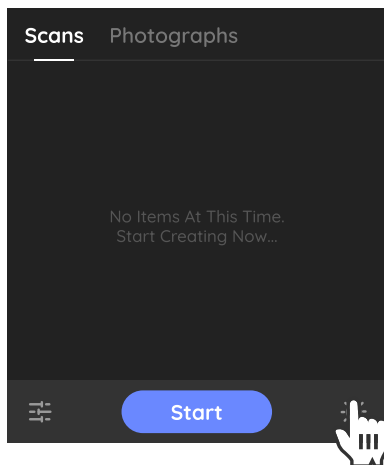 Scans Photographs
No Items At This Time.
Start Creating Now...
Start